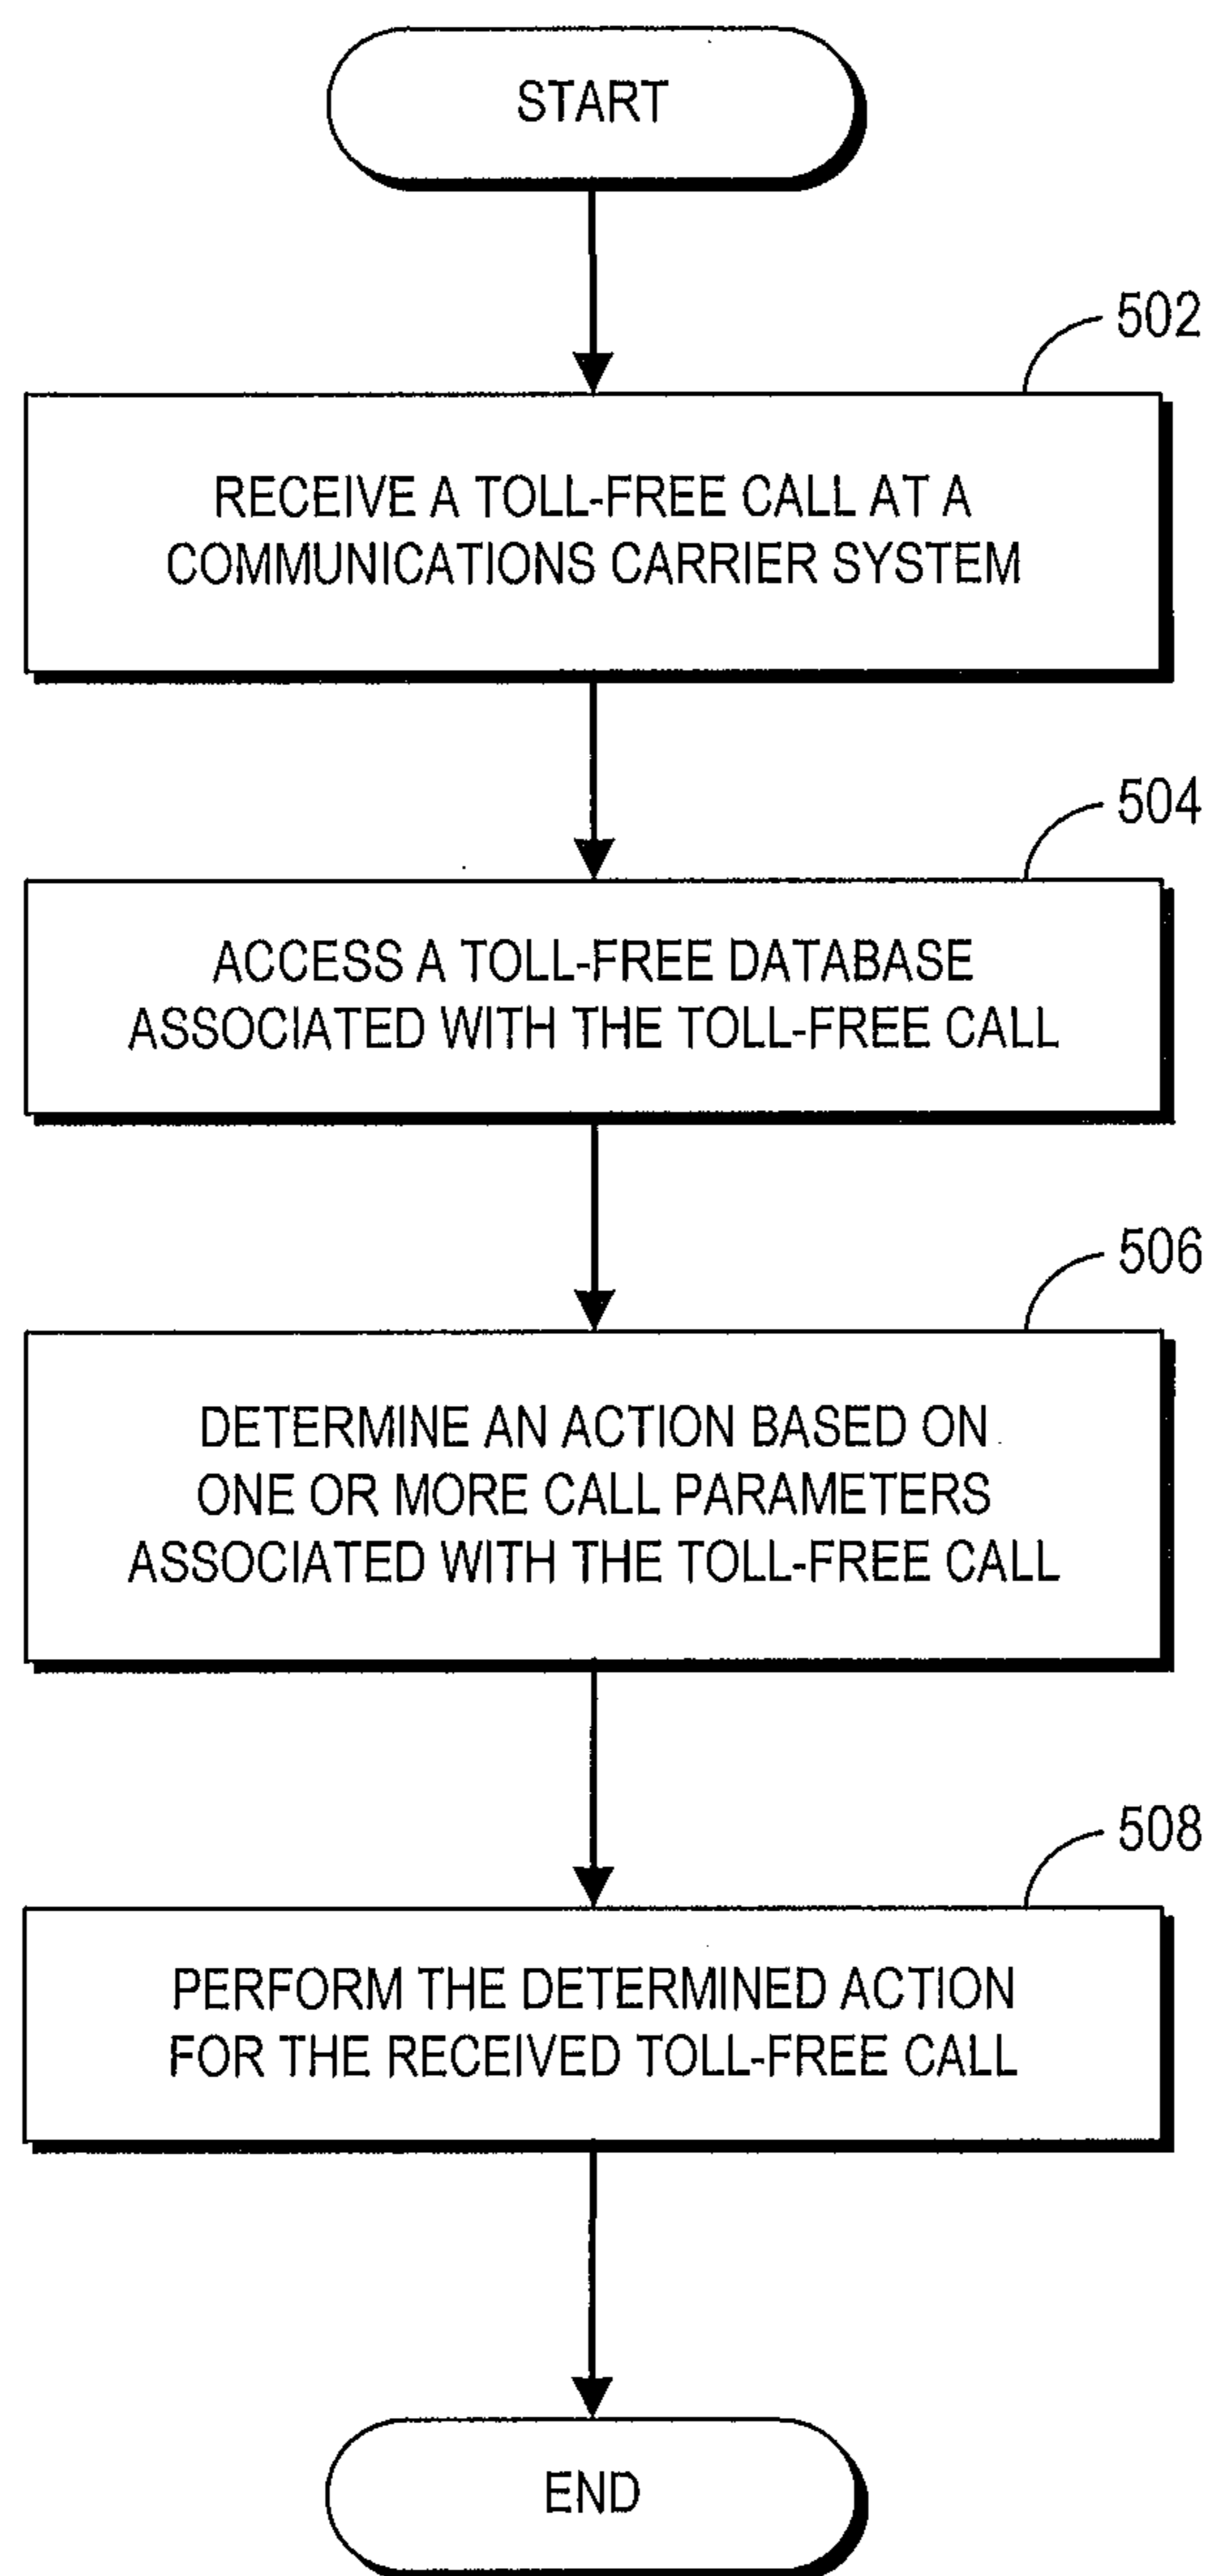 START
502
RECEIVE A TOLL-FREE CALL AT A
COMMUNICATIONS CARRIER SYSTEM
504
ACCESS A TOLL-FREE DATABASE
ASSOCIATED WITH THE TOLL-FREE CALL
506
DETERMINE AN ACTION BASED ON
ONE OR MORE CALL PARAMETERS
ASSOCIATED WITH THE TOLL-FREE CALL
508
PERFORM THE DETERMINED ACTION
FOR THE RECEIVED TOLL-FREE CALL
END